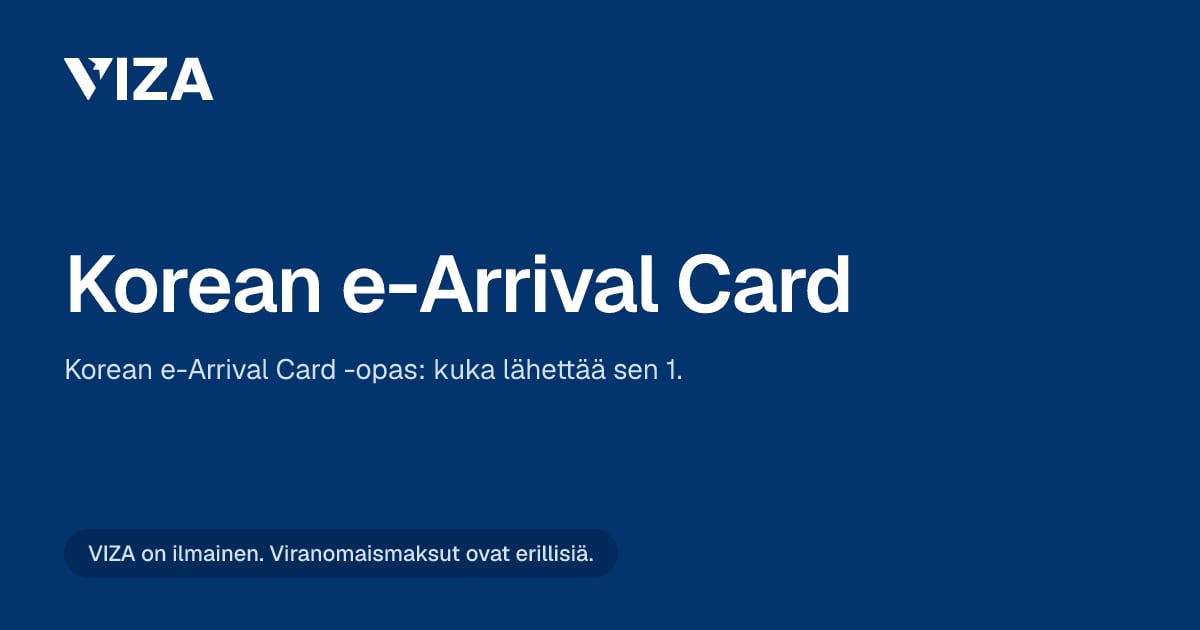 VIZA
Korean e-Arrival Card
Korean e-Arrival Card -opas: kuka lähettää sen 1.
VIZA on ilmainen. Viranomaismaksut ovat erillisiä.